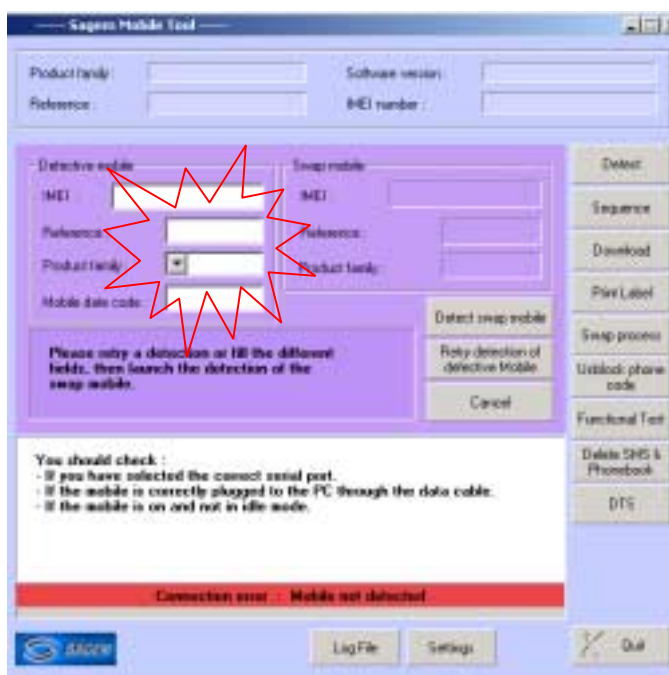 Sagem Mobile Tool
Product family :
Software version :
Reference :
IMEI number :
Defective mobile
Swap mobile
IMEI :
IMEI :
Reference :
Reference :
Product family :
Product family :
Mobile date code :
Please retry a detection or fill the different
fields, then launch the detection of the
swap mobile.
Detect swap mobile
Retry detection of
defective Mobile
Cancel
Detect
Sequence
Download
Print Label
Swap process
Unblock phone
code
Functional Test
Delete SMS &
Phonebook
DTS
You should check :
- If you have selected the correct serial port.
- If the mobile is correctly plugged to the PC through the data cable.
- If the mobile is on and not in idle mode.
Connection error : Mobile not detected
SAGEM
Log File
Settings
Quit